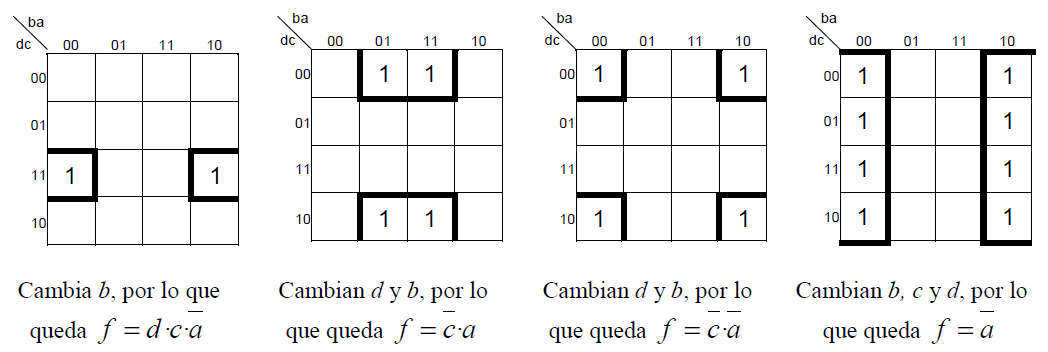 ba
dc 00 01 11 10
00
01
11 1 1
10
Cambia b, por lo que
queda f = d·c·a̅
ba
dc 00 01 11 10
00 1 1
01
11
10 1 1
Cambian d y b, por lo
que queda f = c̅·a
ba
dc 00 01 11 10
00 1 1
01
11
10 1 1
Cambian d y b, por lo
que queda f = c̅·a̅
ba
dc 00 01 11 10
00 1 1
01 1 1
11 1 1
10 1 1
Cambian b, c y d, por lo
que queda f = a̅